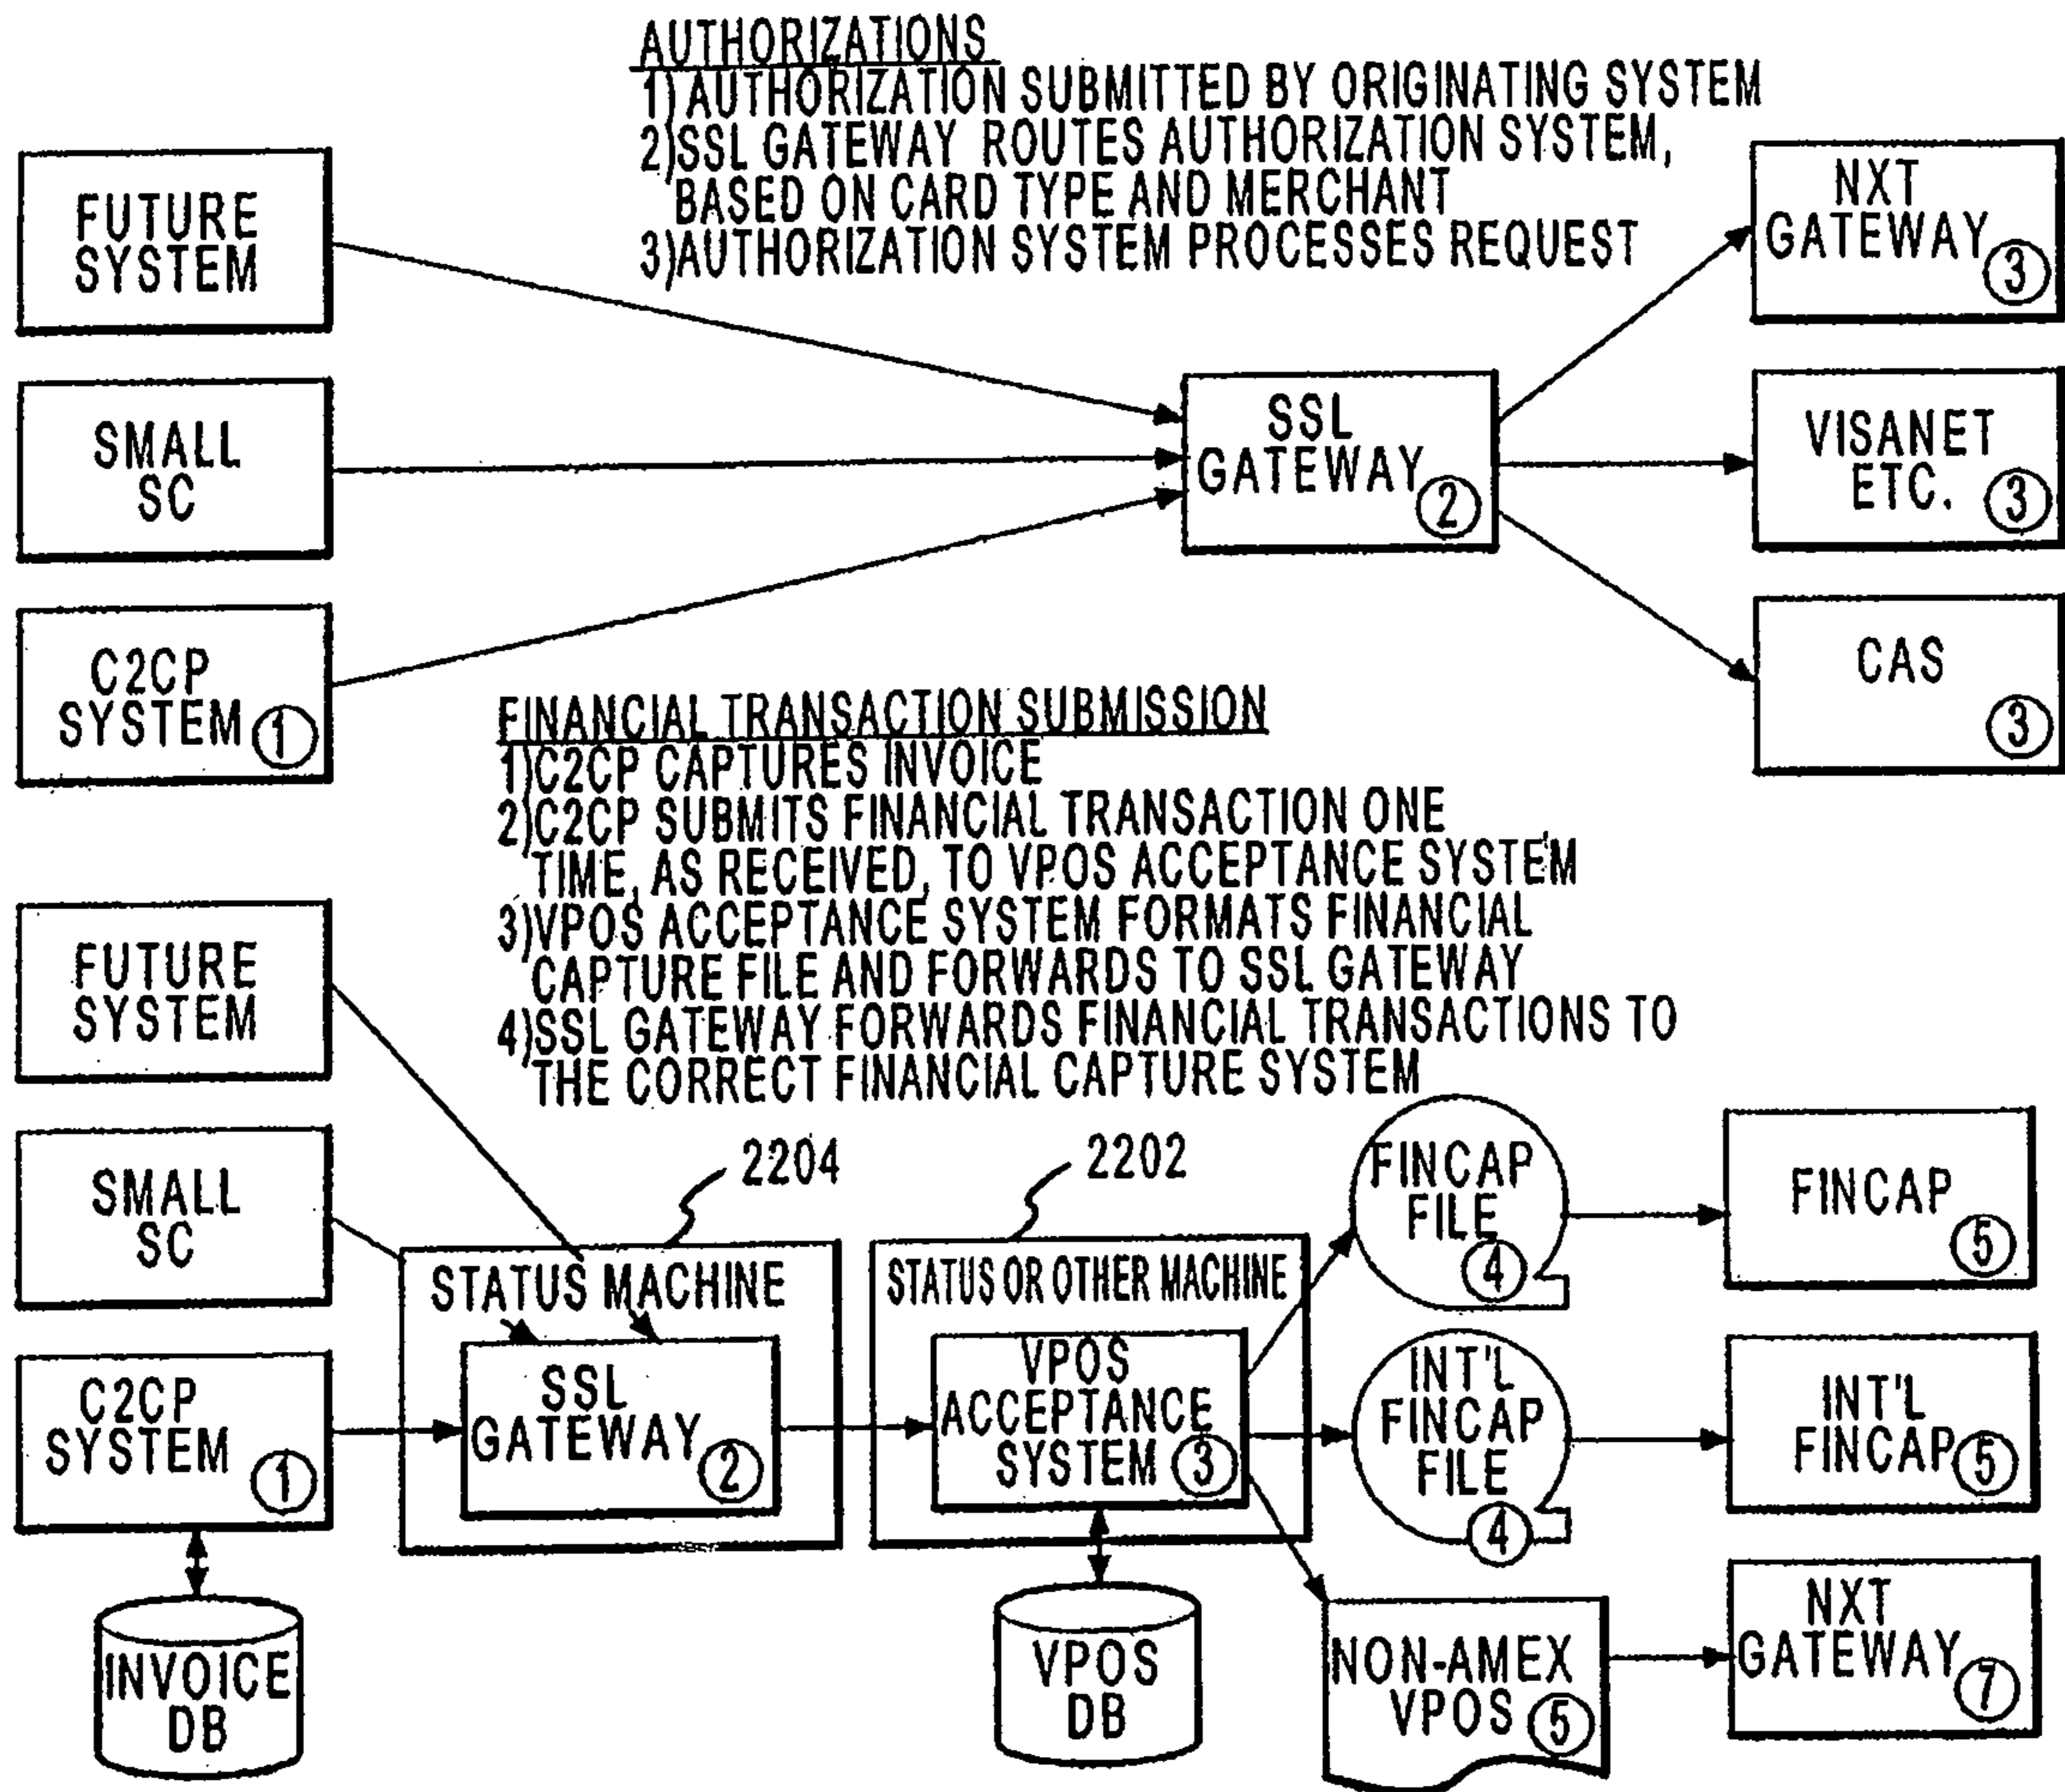 AUTHORIZATIONS
1) AUTHORIZATION SUBMITTED BY ORIGINATING SYSTEM
2)SSL GATEWAY ROUTES AUTHORIZATION SYSTEM,
BASED ON CARD TYPE AND MERCHANT
3)AUTHORIZATION SYSTEM PROCESSES REQUEST
FUTURE
SYSTEM
SMALL
SC
C2CP
SYSTEM 1
SSL
GATEWAY
2
NXT
GATEWAY
3
VISANET
ETC. 3
CAS
3
FINANCIAL TRANSACTION SUBMISSION
1)C2CP CAPTURES INVOICE
2)C2CP SUBMITS FINANCIAL TRANSACTION ONE
TIME, AS RECEIVED, TO VPOS ACCEPTANCE SYSTEM
3)VPOS ACCEPTANCE SYSTEM FORMATS FINANCIAL
CAPTURE FILE AND FORWARDS TO SSL GATEWAY
4)SSL GATEWAY FORWARDS FINANCIAL TRANSACTIONS TO
THE CORRECT FINANCIAL CAPTURE SYSTEM
FUTURE
SYSTEM
SMALL
SC
C2CP
SYSTEM
1
INVOICE
DB
2204
STATUS MACHINE
SSL
GATEWAY
2
2202
STATUS OR OTHER MACHINE
VPOS
ACCEPTANCE
SYSTEM 3
VPOS
DB
FINCAP
FILE
4
INT'L
FINCAP
FILE
4
NON-AMEX
VPOS 5
FINCAP
5
INT'L
FINCAP 5
NXT
GATEWAY
7